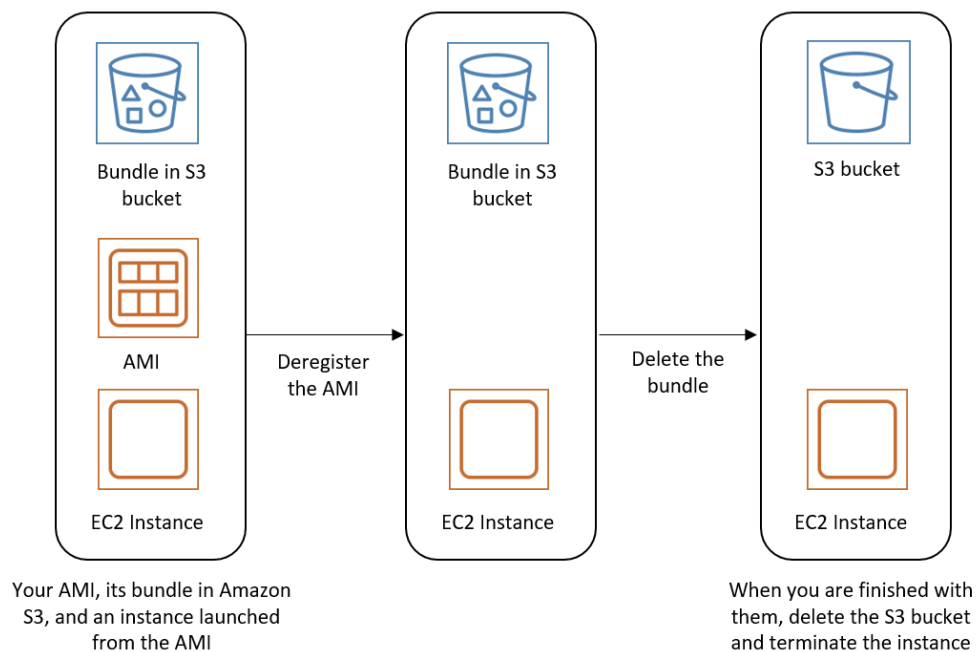 Bundle in S3
bucket
AMI
EC2 Instance
Your AMI, its bundle in Amazon
S3, and an instance launched
from the AMI
Deregister
the AMI
Bundle in S3
bucket
EC2 Instance
Delete the
bundle
S3 bucket
EC2 Instance
When you are finished with
them, delete the S3 bucket
and terminate the instance